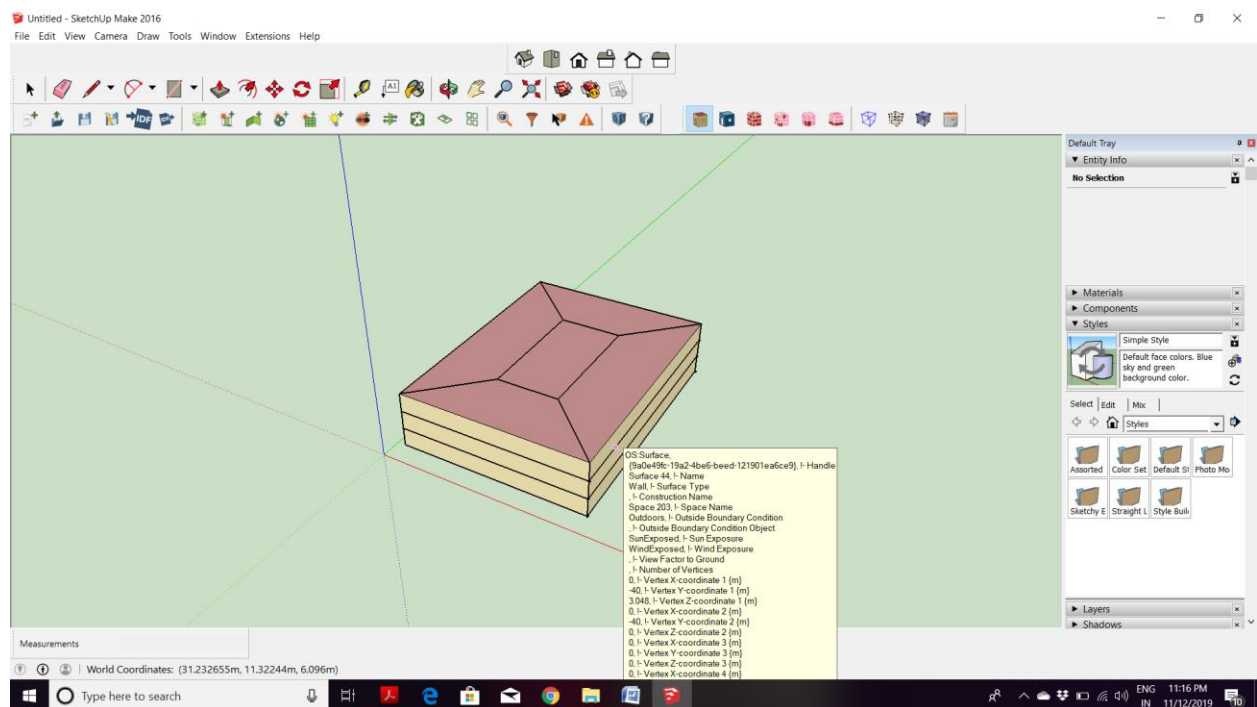 Untitled - SketchUp Make 2016
File Edit View Camera Draw Tools Window Extensions Help
A1
IDF
Default Tray
Entity Info
No Selection
Materials
Components
Styles
Simple Style
Default face colors. Blue
sky and green
background color.
Select Edit Mix
Styles
Assorted Color Set Default St Photo Mo
Sketchy E Straight L Style Buil
Layers
Shadows
OS:Surface,
{9a0e49fc-19a2-4be6-beed-121901ea6ce9}, !- Handle
Surface 44, !- Name
Wall, !- Surface Type
, !- Construction Name
Space 203, !- Space Name
Outdoors, !- Outside Boundary Condition
, !- Outside Boundary Condition Object
SunExposed, !- Sun Exposure
WindExposed, !- Wind Exposure
, !- View Factor to Ground
, !- Number of Vertices
0, !- Vertex X-coordinate 1 {m}
-40, !- Vertex Y-coordinate 1 {m}
3.048, !- Vertex Z-coordinate 1 {m}
0, !- Vertex X-coordinate 2 {m}
-40, !- Vertex Y-coordinate 2 {m}
0, !- Vertex Z-coordinate 2 {m}
0, !- Vertex X-coordinate 3 {m}
0, !- Vertex Y-coordinate 3 {m}
0, !- Vertex Z-coordinate 3 {m}
0, !- Vertex X-coordinate 4 {m}
Measurements
World Coordinates: (31.232655m, 11.32244m, 6.096m)
Type here to search
ENG 11:16 PM
IN 11/12/2019
10